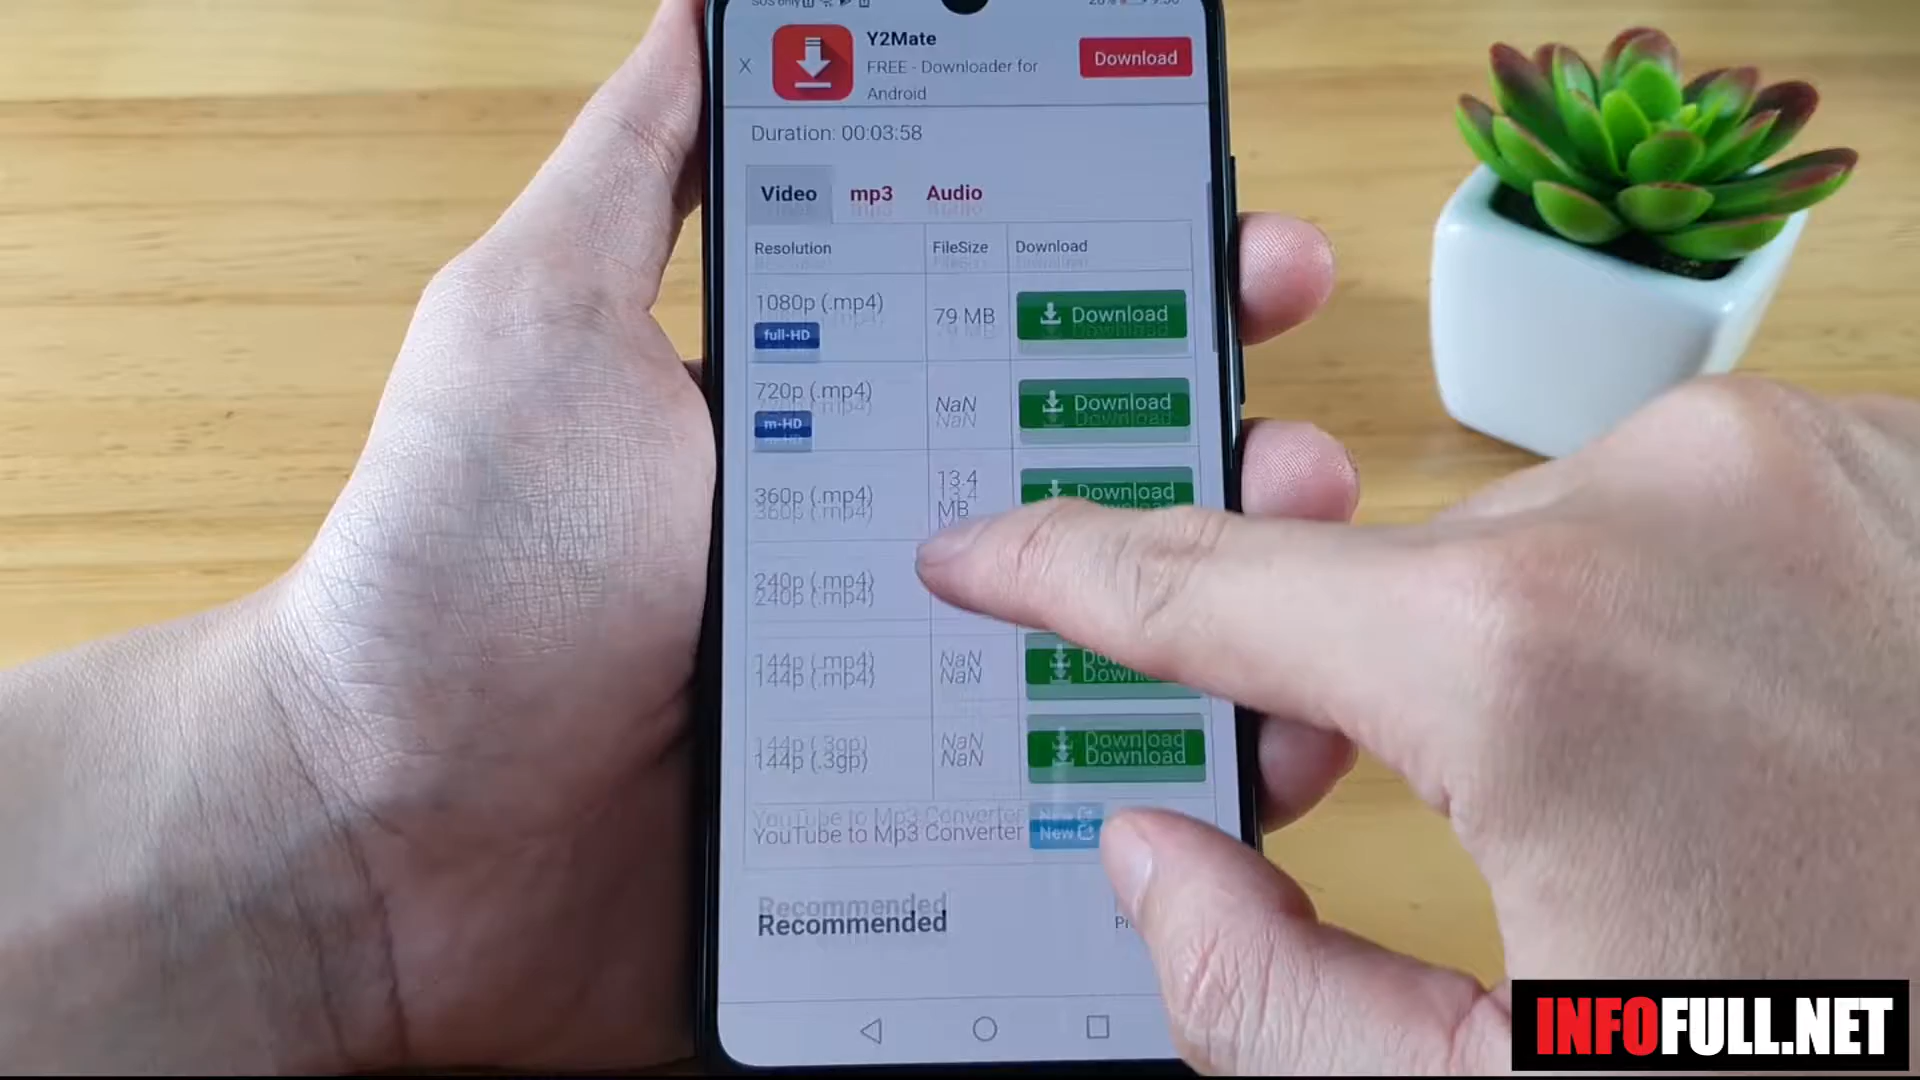 SOS only
Y2Mate
X
FREE - Downloader for
Android
Download
Duration: 00:03:58
Video mp3 Audio
Resolution FileSize Download
1080p (.mp4) 79 MB Download
full-HD
720p (.mp4) NaN Download
m-HD
360p (.mp4) 13.4 MB Download
240p (.mp4)
144p (.mp4) NaN
144p (.3gp) NaN Download
YouTube to Mp3 Converter New
Recommended
INFOFULL.NET